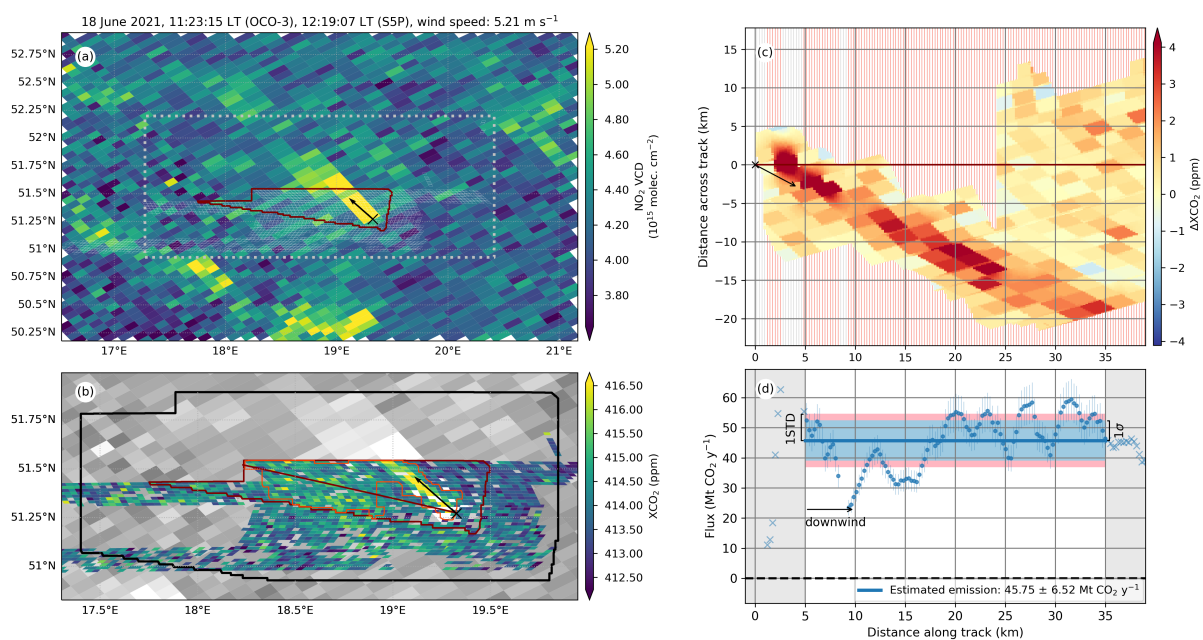 18 June 2021, 11:23:15 LT (OCO-3), 12:19:07 LT (S5P), wind speed: 5.21 m s⁻¹
(a)
52.75°N
52.5°N
52.25°N
52°N
51.75°N
51.5°N
51.25°N
51°N
50.75°N
50.5°N
50.25°N
17°E
18°E
19°E
20°E
21°E
5.20
5.00
4.80
4.60
4.40
4.20
4.00
3.80
NO₂ VCD
(10¹⁵ molec. cm⁻²)
(b)
51.75°N
51.5°N
51.25°N
51°N
17.5°E
18°E
18.5°E
19°E
19.5°E
416.50
416.00
415.50
415.00
414.50
414.00
413.50
413.00
412.50
XCO₂ (ppm)
(c)
15
10
5
0
−5
−10
−15
−20
Distance across track (km)
0
5
10
15
20
25
30
35
4
3
2
1
0
−1
−2
−3
−4
ΔXCO₂ (ppm)
(d)
60
50
40
30
20
10
0
Flux (Mt CO₂ y⁻¹)
1STD
1σ
downwind
Estimated emission: 45.75 ± 6.52 Mt CO₂ y⁻¹
0
5
10
15
20
25
30
35
Distance along track (km)